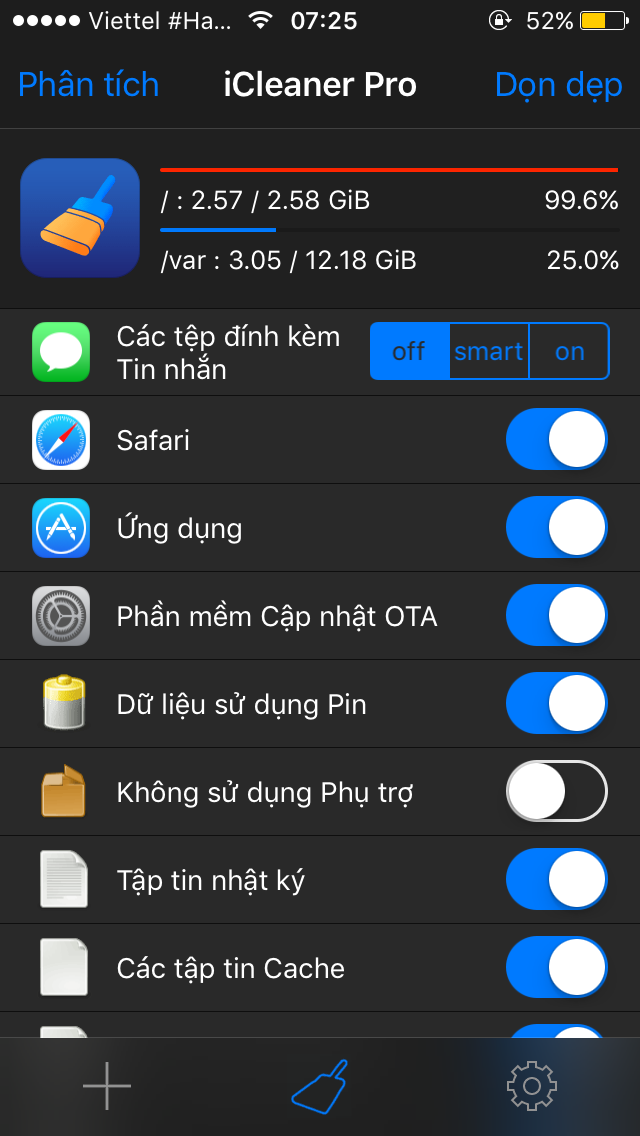 Viettel #Ha... 07:25 52%
Phân tích iCleaner Pro Dọn dẹp
/ : 2.57 / 2.58 GiB 99.6%
/var : 3.05 / 12.18 GiB 25.0%
Các tệp đính kèm
Tin nhắn
off smart on
Safari
Ứng dụng
Phần mềm Cập nhật OTA
Dữ liệu sử dụng Pin
Không sử dụng Phụ trợ
Tập tin nhật ký
Các tập tin Cache